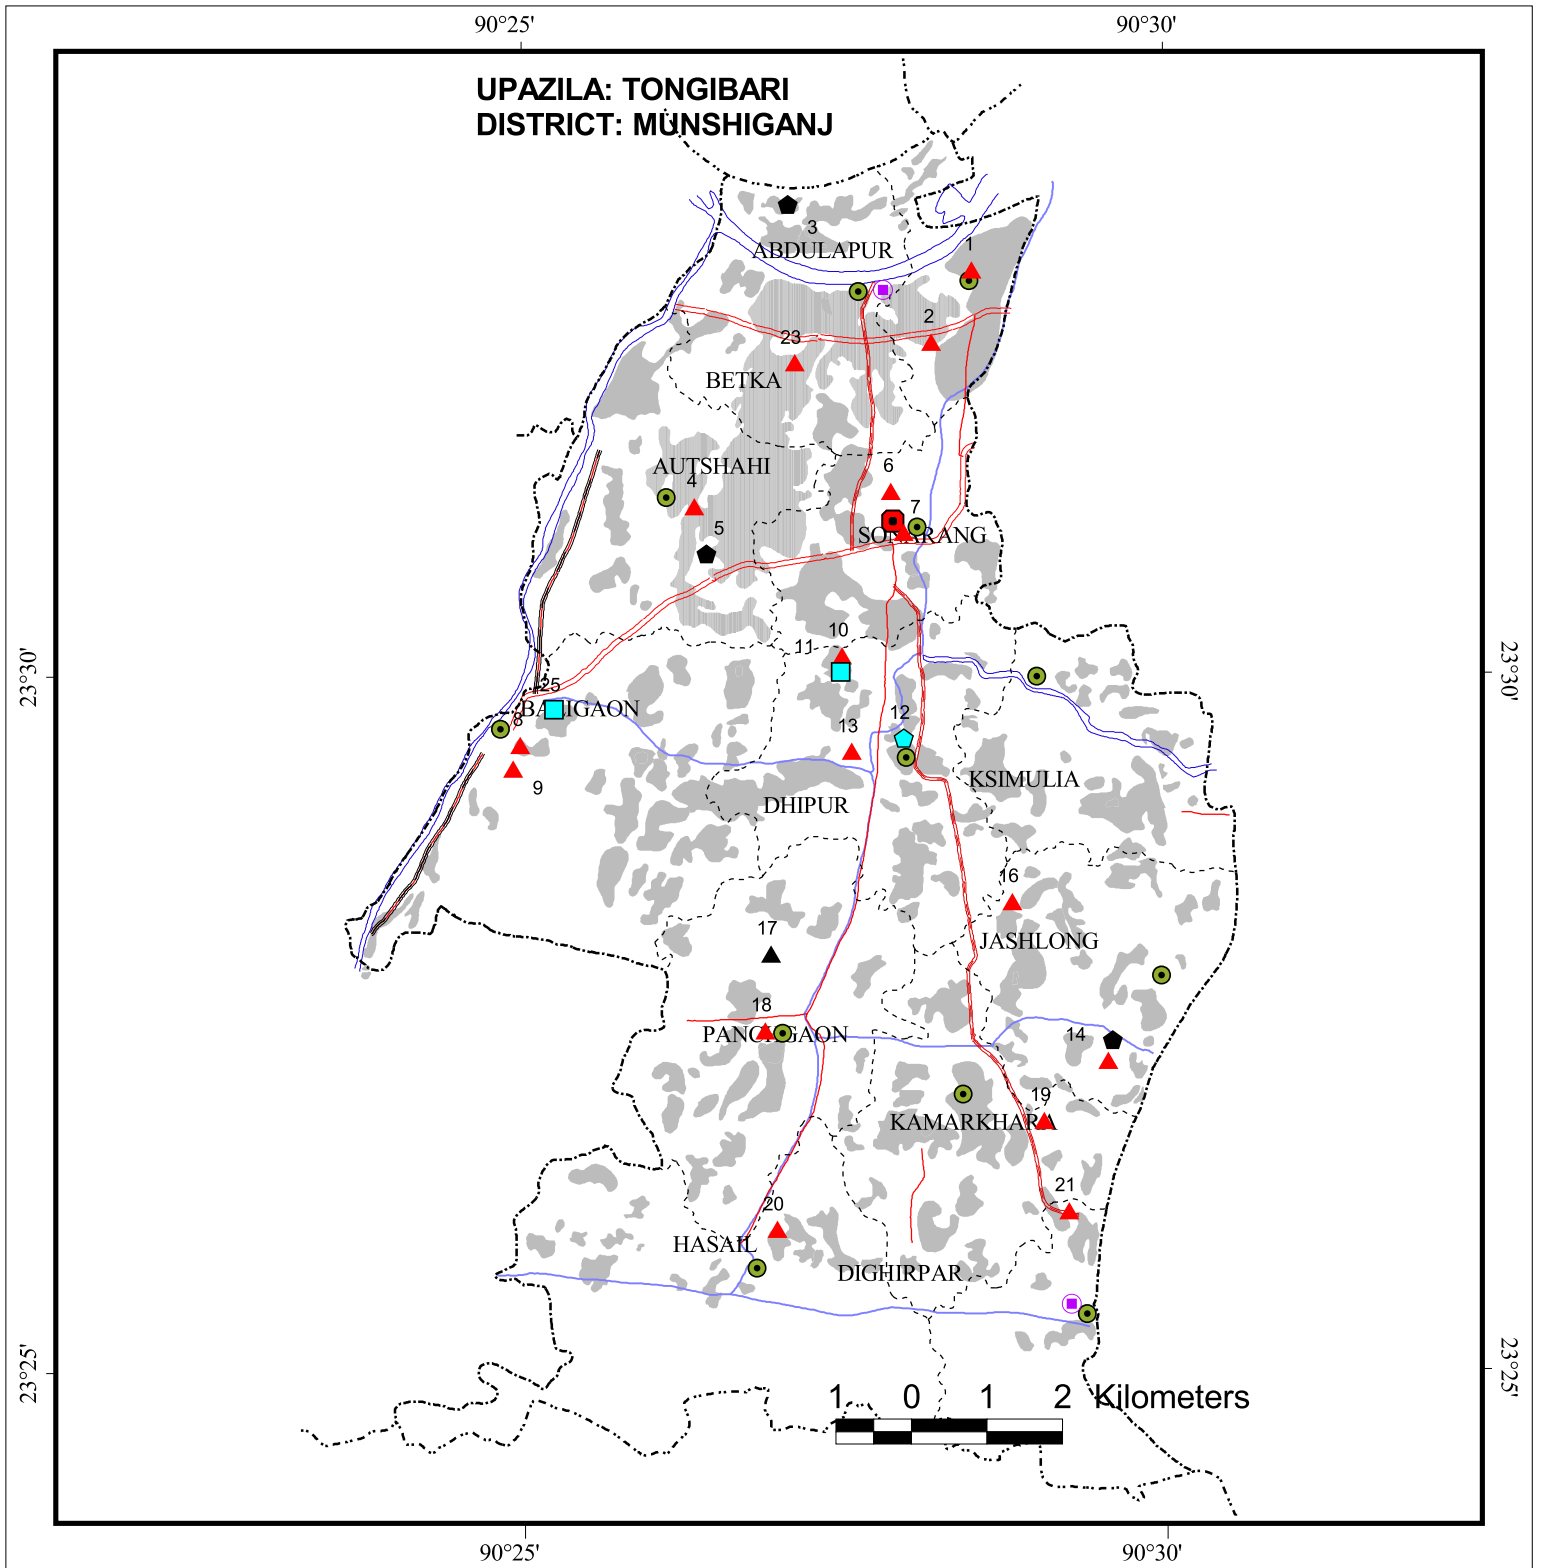 90°25' 90°30'
UPAZILA: TONGIBARI
DISTRICT: MUNSHIGANJ
3
ABDULAPUR
1
2
23
BETKA
AUTSHAHI
4
5
6
7
SONARANG
10
11
23°30' 23°30'
25
BALIGAON
8
9
12
13
KSIMULIA
DHIPUR
16
JASHLONG
17
18
14
19
KAMARKHARA
21
20
HASAIL
DIGHIRPAR
23°25' 23°25'
1 0 1 2 Kilometers
90°25' 90°30'